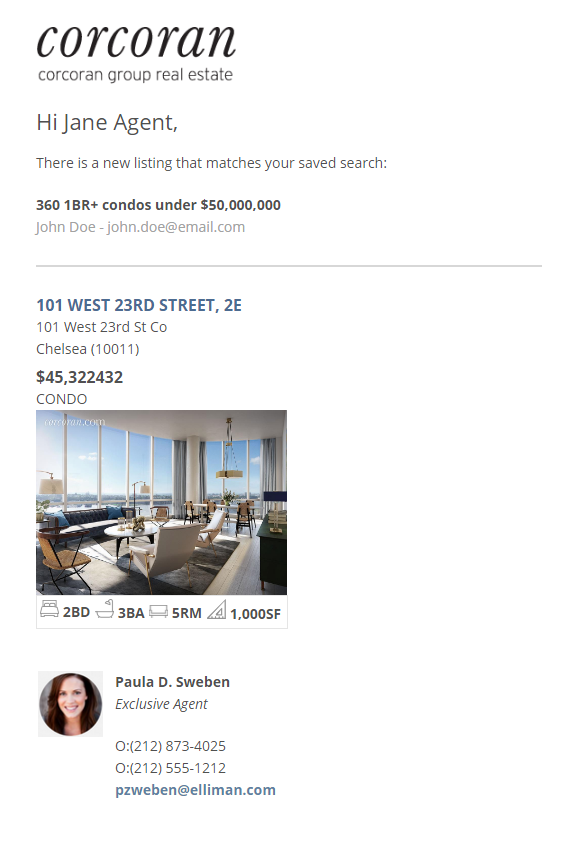 corcoran
corcoran group real estate
Hi Jane Agent,
There is a new listing that matches your saved search:
360 1BR+ condos under $50,000,000
John Doe - john.doe@email.com
101 WEST 23RD STREET, 2E
101 West 23rd St Co
Chelsea (10011)
$45,322432
CONDO
corcoran.com
2BD 3BA 5RM 1,000SF
Paula D. Sweben
Exclusive Agent
O:(212) 873-4025
O:(212) 555-1212
pzweben@elliman.com